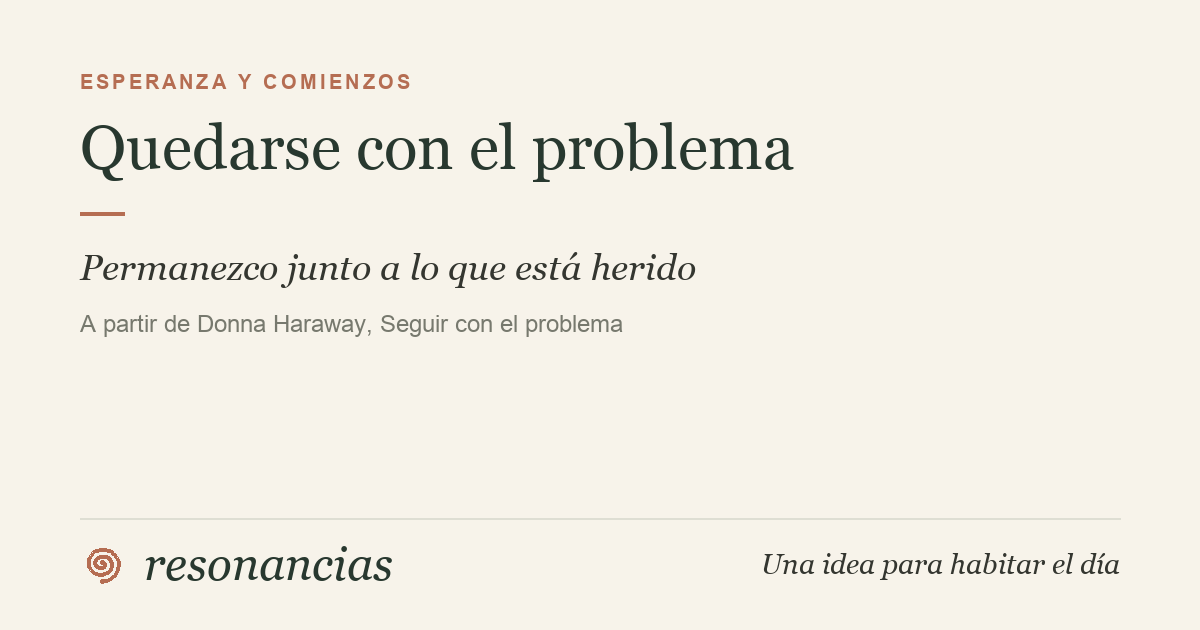 ESPERANZA Y COMIENZOS
Quedarse con el problema
Permanezco junto a lo que está herido
A partir de Donna Haraway, Seguir con el problema
resonancias
Una idea para habitar el día